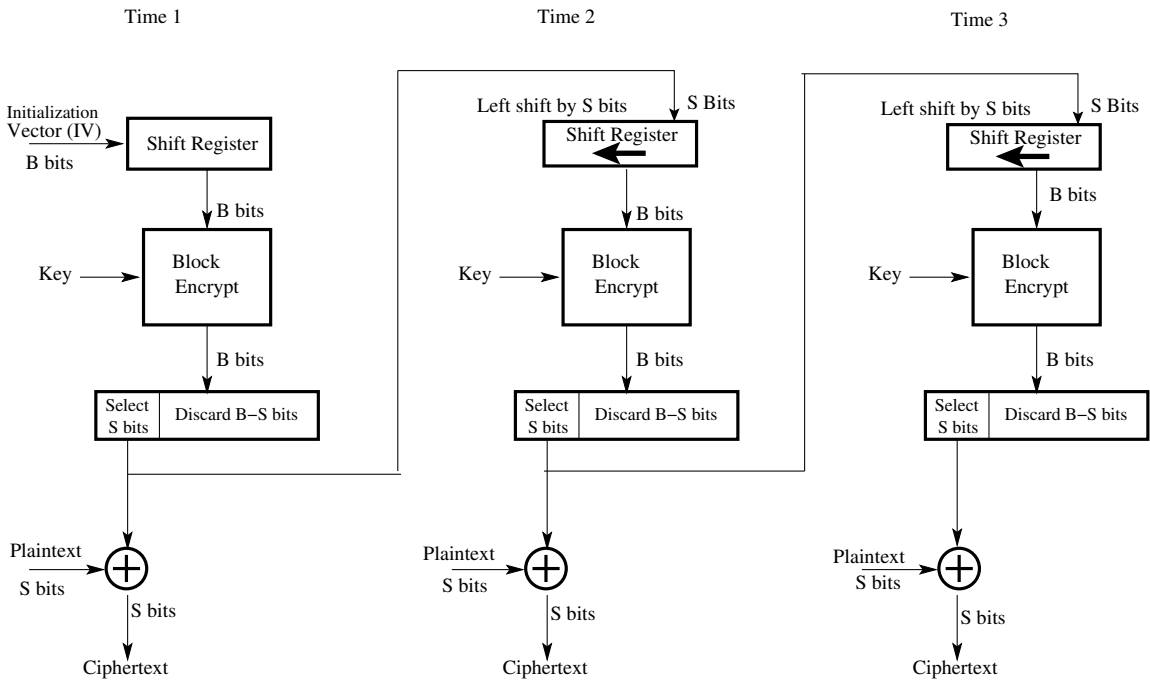 Time 1
Initialization
Vector (IV)
B bits
Shift Register
B bits
Key
Block
Encrypt
B bits
Select
S bits
Discard B−S bits
Plaintext
S bits
S bits
Ciphertext
Time 2
Left shift by S bits
S Bits
Shift Register
B bits
Key
Block
Encrypt
B bits
Select
S bits
Discard B−S bits
Plaintext
S bits
S bits
Ciphertext
Time 3
Left shift by S bits
S Bits
Shift Register
B bits
Key
Block
Encrypt
B bits
Select
S bits
Discard B−S bits
Plaintext
S bits
S bits
Ciphertext